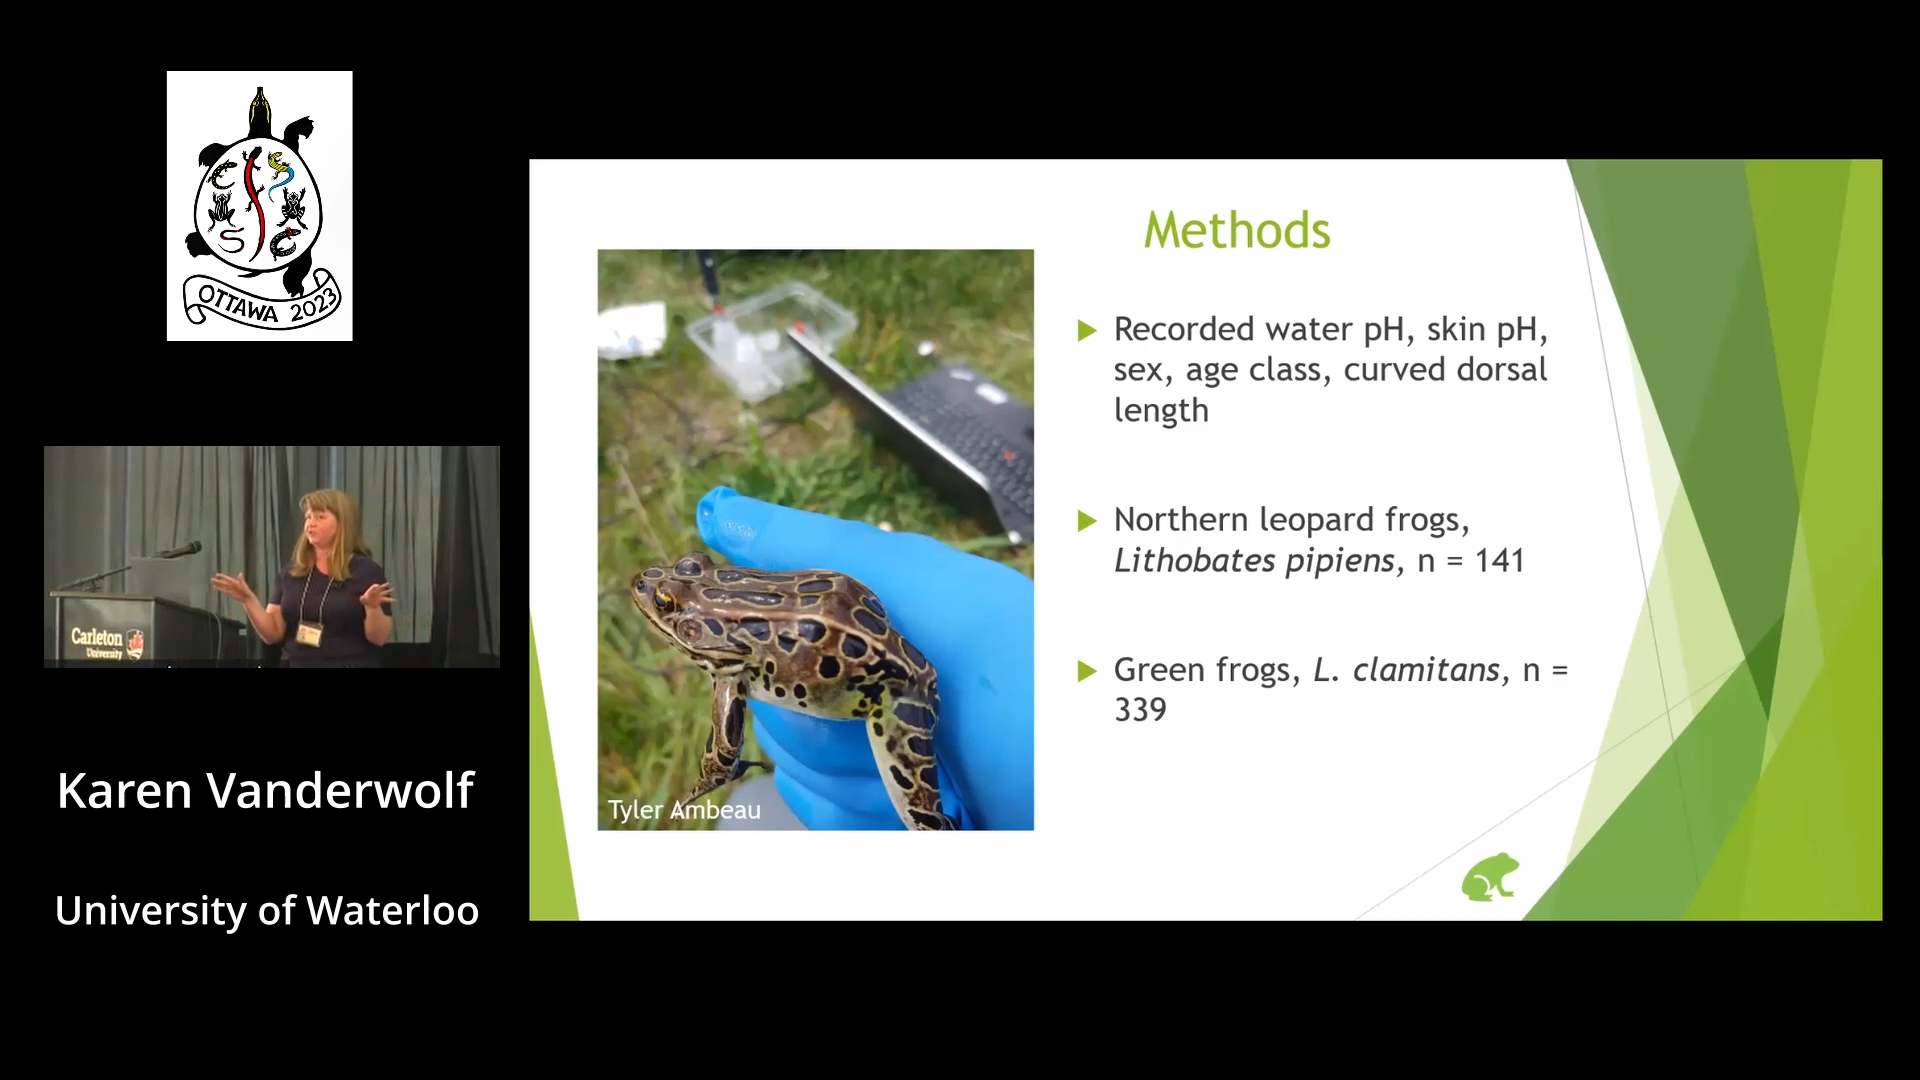 OTTAWA 2023
Carleton
University
Karen Vanderwolf
University of Waterloo
Methods
Recorded water pH, skin pH,
sex, age class, curved dorsal
length
Northern leopard frogs,
Lithobates pipiens, n = 141
Green frogs, L. clamitans, n =
339
Tyler Ambeau